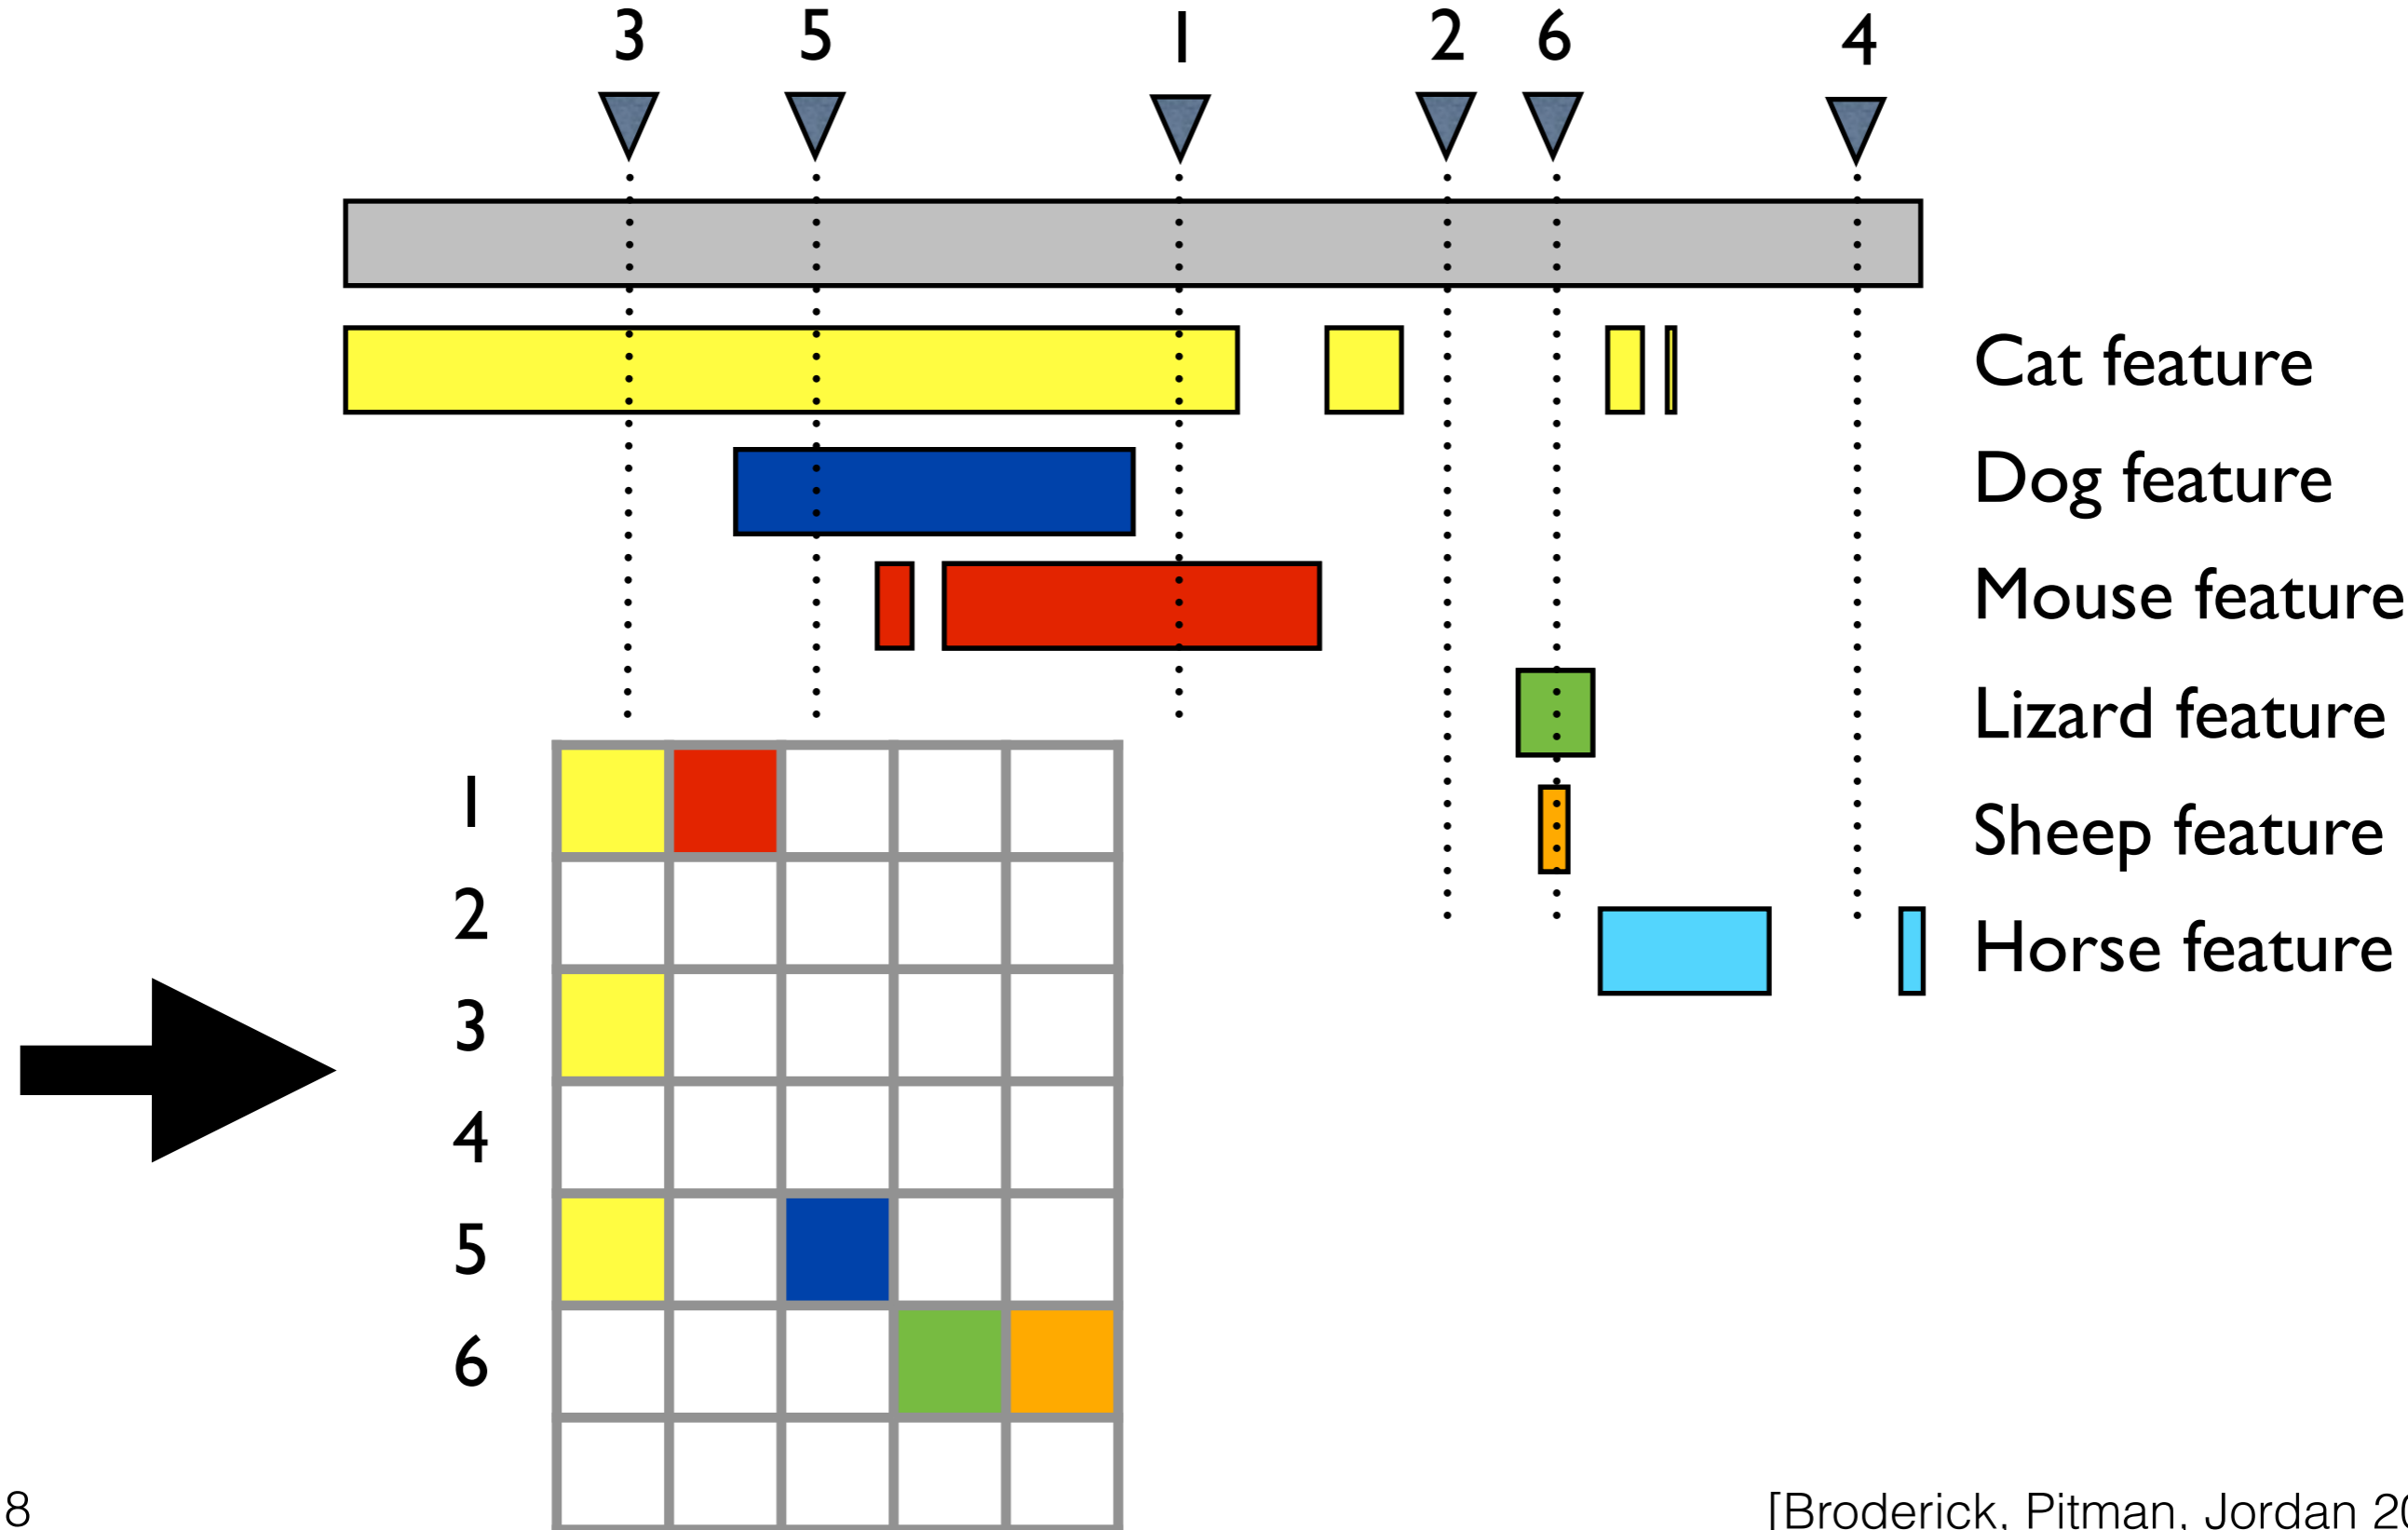 3 5 1 2 6 4
Cat feature
Dog feature
Mouse feature
Lizard feature
Sheep feature
Horse feature
1
2
3
4
5
6
8 [Broderick, Pitman, Jordan